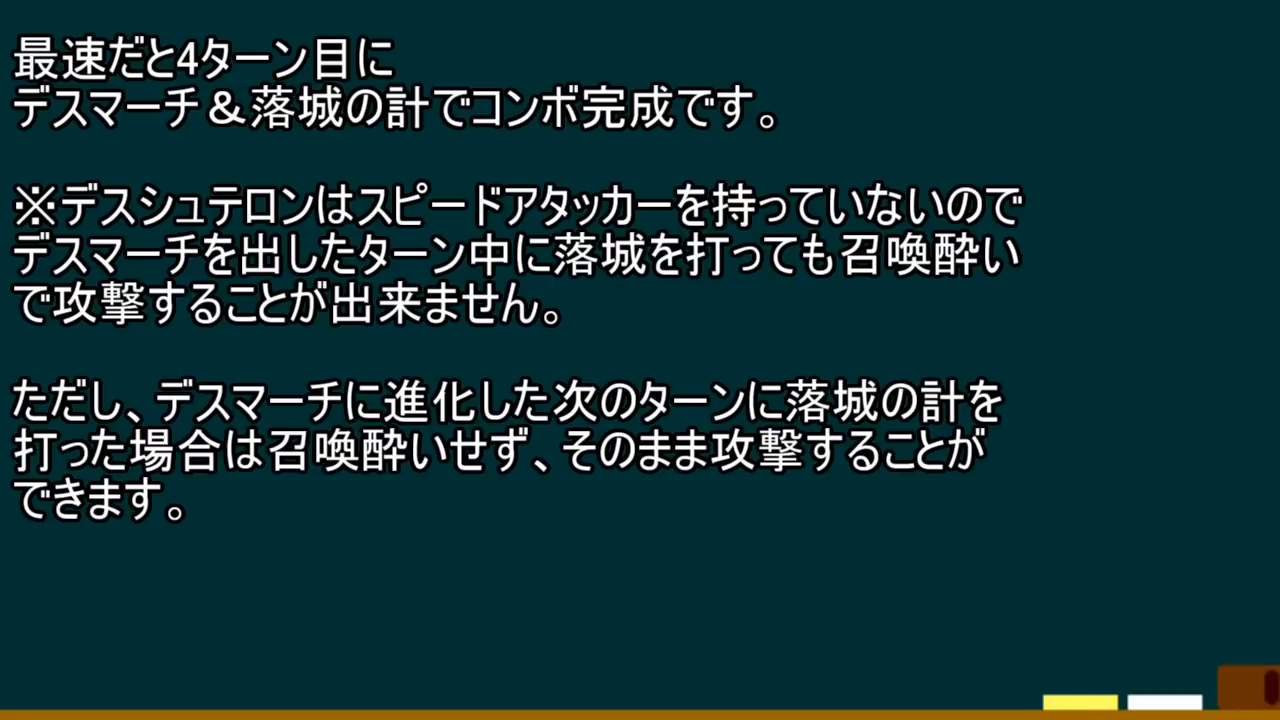 最速だと4ターン目に
デスマーチ＆落城の計でコンボ完成です。
※デスシュテロンはスピードアタッカーを持っていないので
デスマーチを出したターン中に落城を打っても召喚酔い
で攻撃することが出来ません。
ただし、デスマーチに進化した次のターンに落城の計を
打った場合は召喚酔いせず、そのまま攻撃することが
できます。